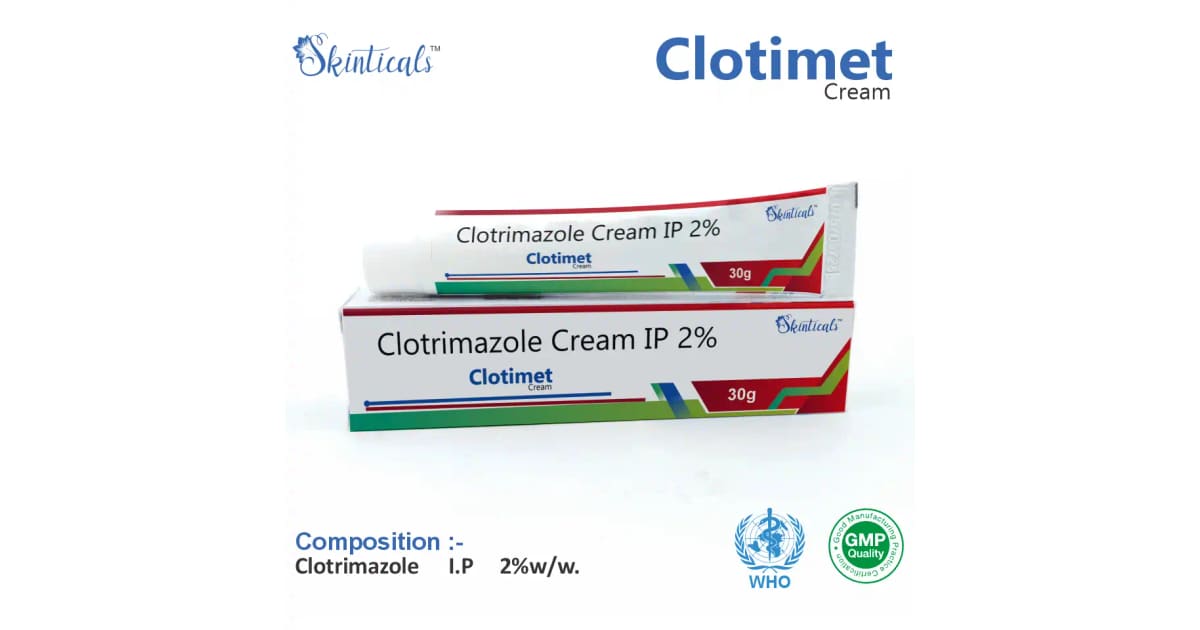 Skinticals™
Clotimet
Cream
Clotrimazole Cream IP 2%
Skinticals™
Clotimet
Cream
30g
Clotrimazole Cream IP 2%
Skinticals™
Clotimet
Cream
30g
Composition :-
Clotrimazole I.P 2%w/w.
WHO
Good Manufacturing
Practice Certification
GMP
Quality